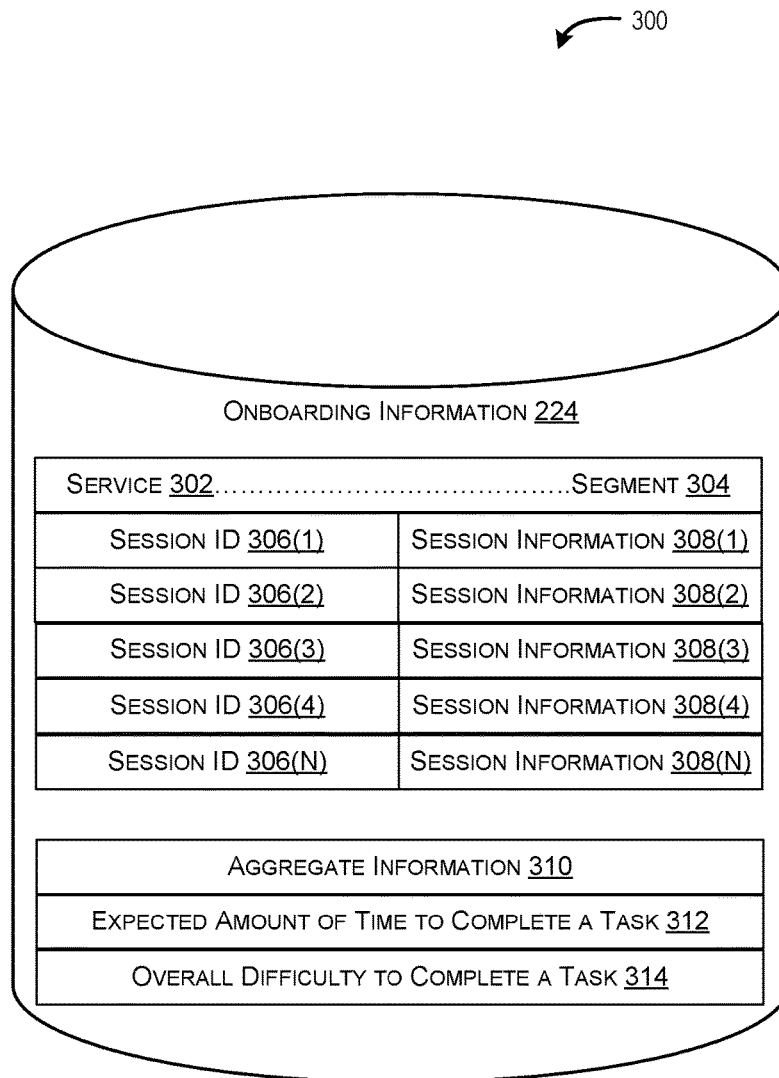 300
ONBOARDING INFORMATION 224
SERVICE 302........................................SEGMENT 304
SESSION ID 306(1) SESSION INFORMATION 308(1)
SESSION ID 306(2) SESSION INFORMATION 308(2)
SESSION ID 306(3) SESSION INFORMATION 308(3)
SESSION ID 306(4) SESSION INFORMATION 308(4)
SESSION ID 306(N) SESSION INFORMATION 308(N)
AGGREGATE INFORMATION 310
EXPECTED AMOUNT OF TIME TO COMPLETE A TASK 312
OVERALL DIFFICULTY TO COMPLETE A TASK 314